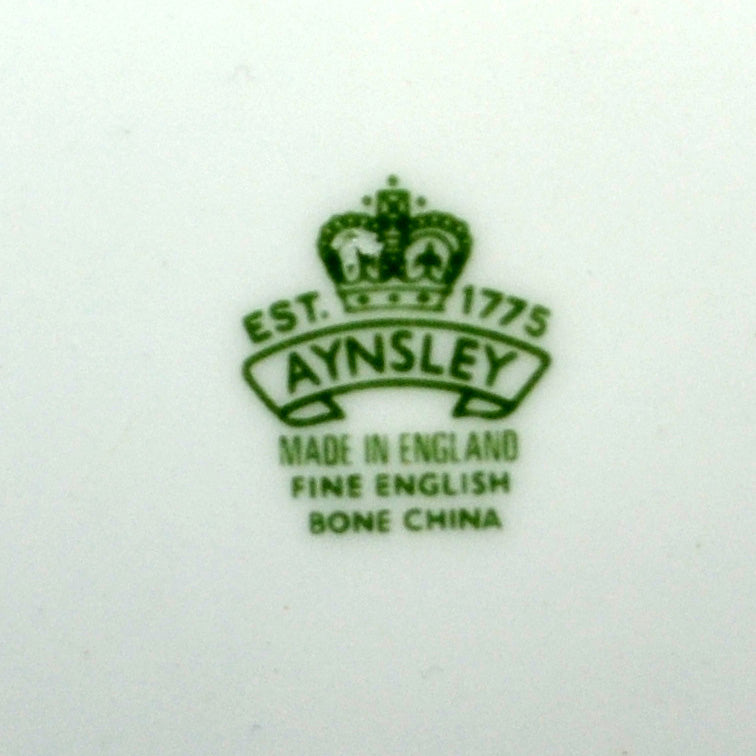 EST. 1775
AYNSLEY
MADE IN ENGLAND
FINE ENGLISH
BONE CHINA